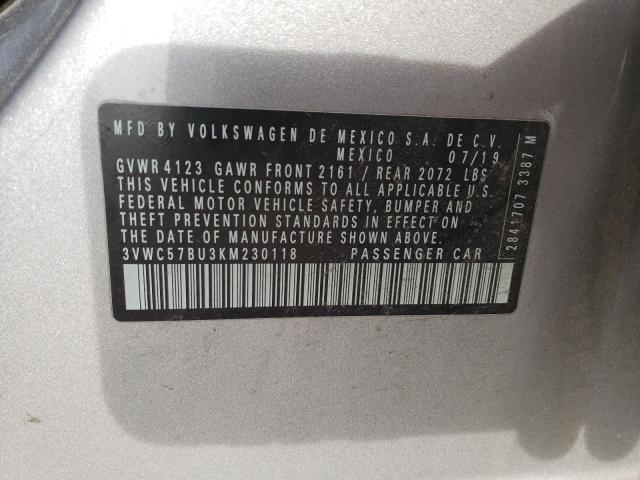 MFD BY VOLKSWAGEN DE MEXICO S.A. DE C.V.
MEXICO 07/19
GVWR 4123 GAWR FRONT 2161 / REAR 2072 LBS
THIS VEHICLE CONFORMS TO ALL APPLICABLE U.S.
FEDERAL MOTOR VEHICLE SAFETY, BUMPER AND
THEFT PREVENTION STANDARDS IN EFFECT ON
THE DATE OF MANUFACTURE SHOWN ABOVE.
3VWC57BU3KM230118 PASSENGER CAR
2841707 3387 M